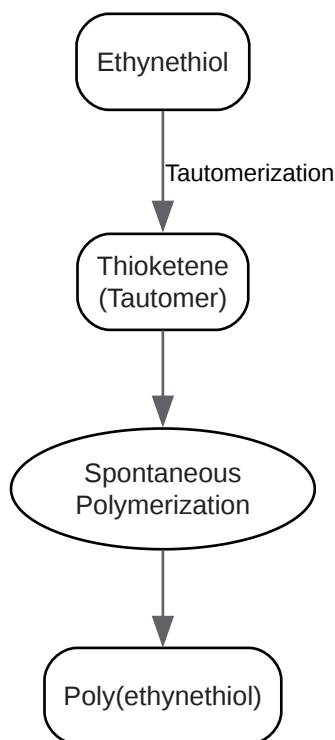 Ethynethiol
Tautomerization
Thioketene
(Tautomer)
Spontaneous
Polymerization
Poly(ethynethiol)